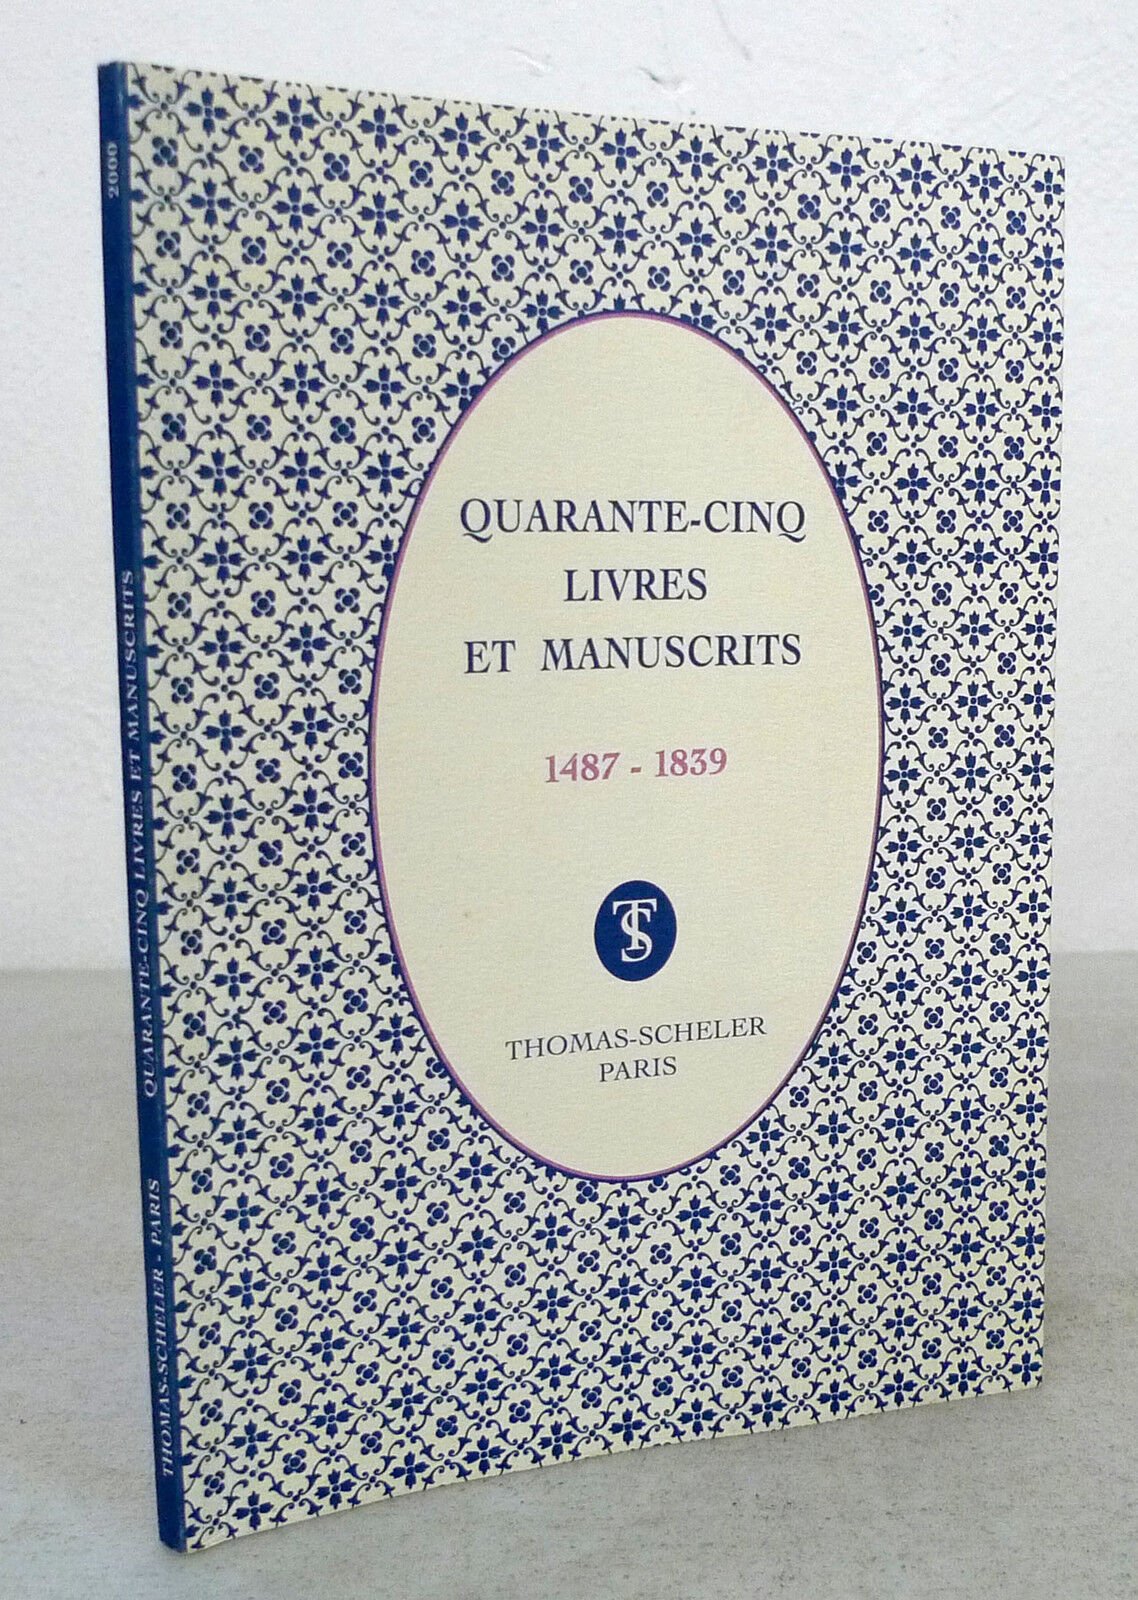 QUARANTE-CINQ
LIVRES
ET MANUSCRITS
1487 - 1839
TS
THOMAS-SCHELER
PARIS
THOMAS-SCHELER - PARIS QUARANTE-CINQ LIVRES ET MANUSCRITS 2009